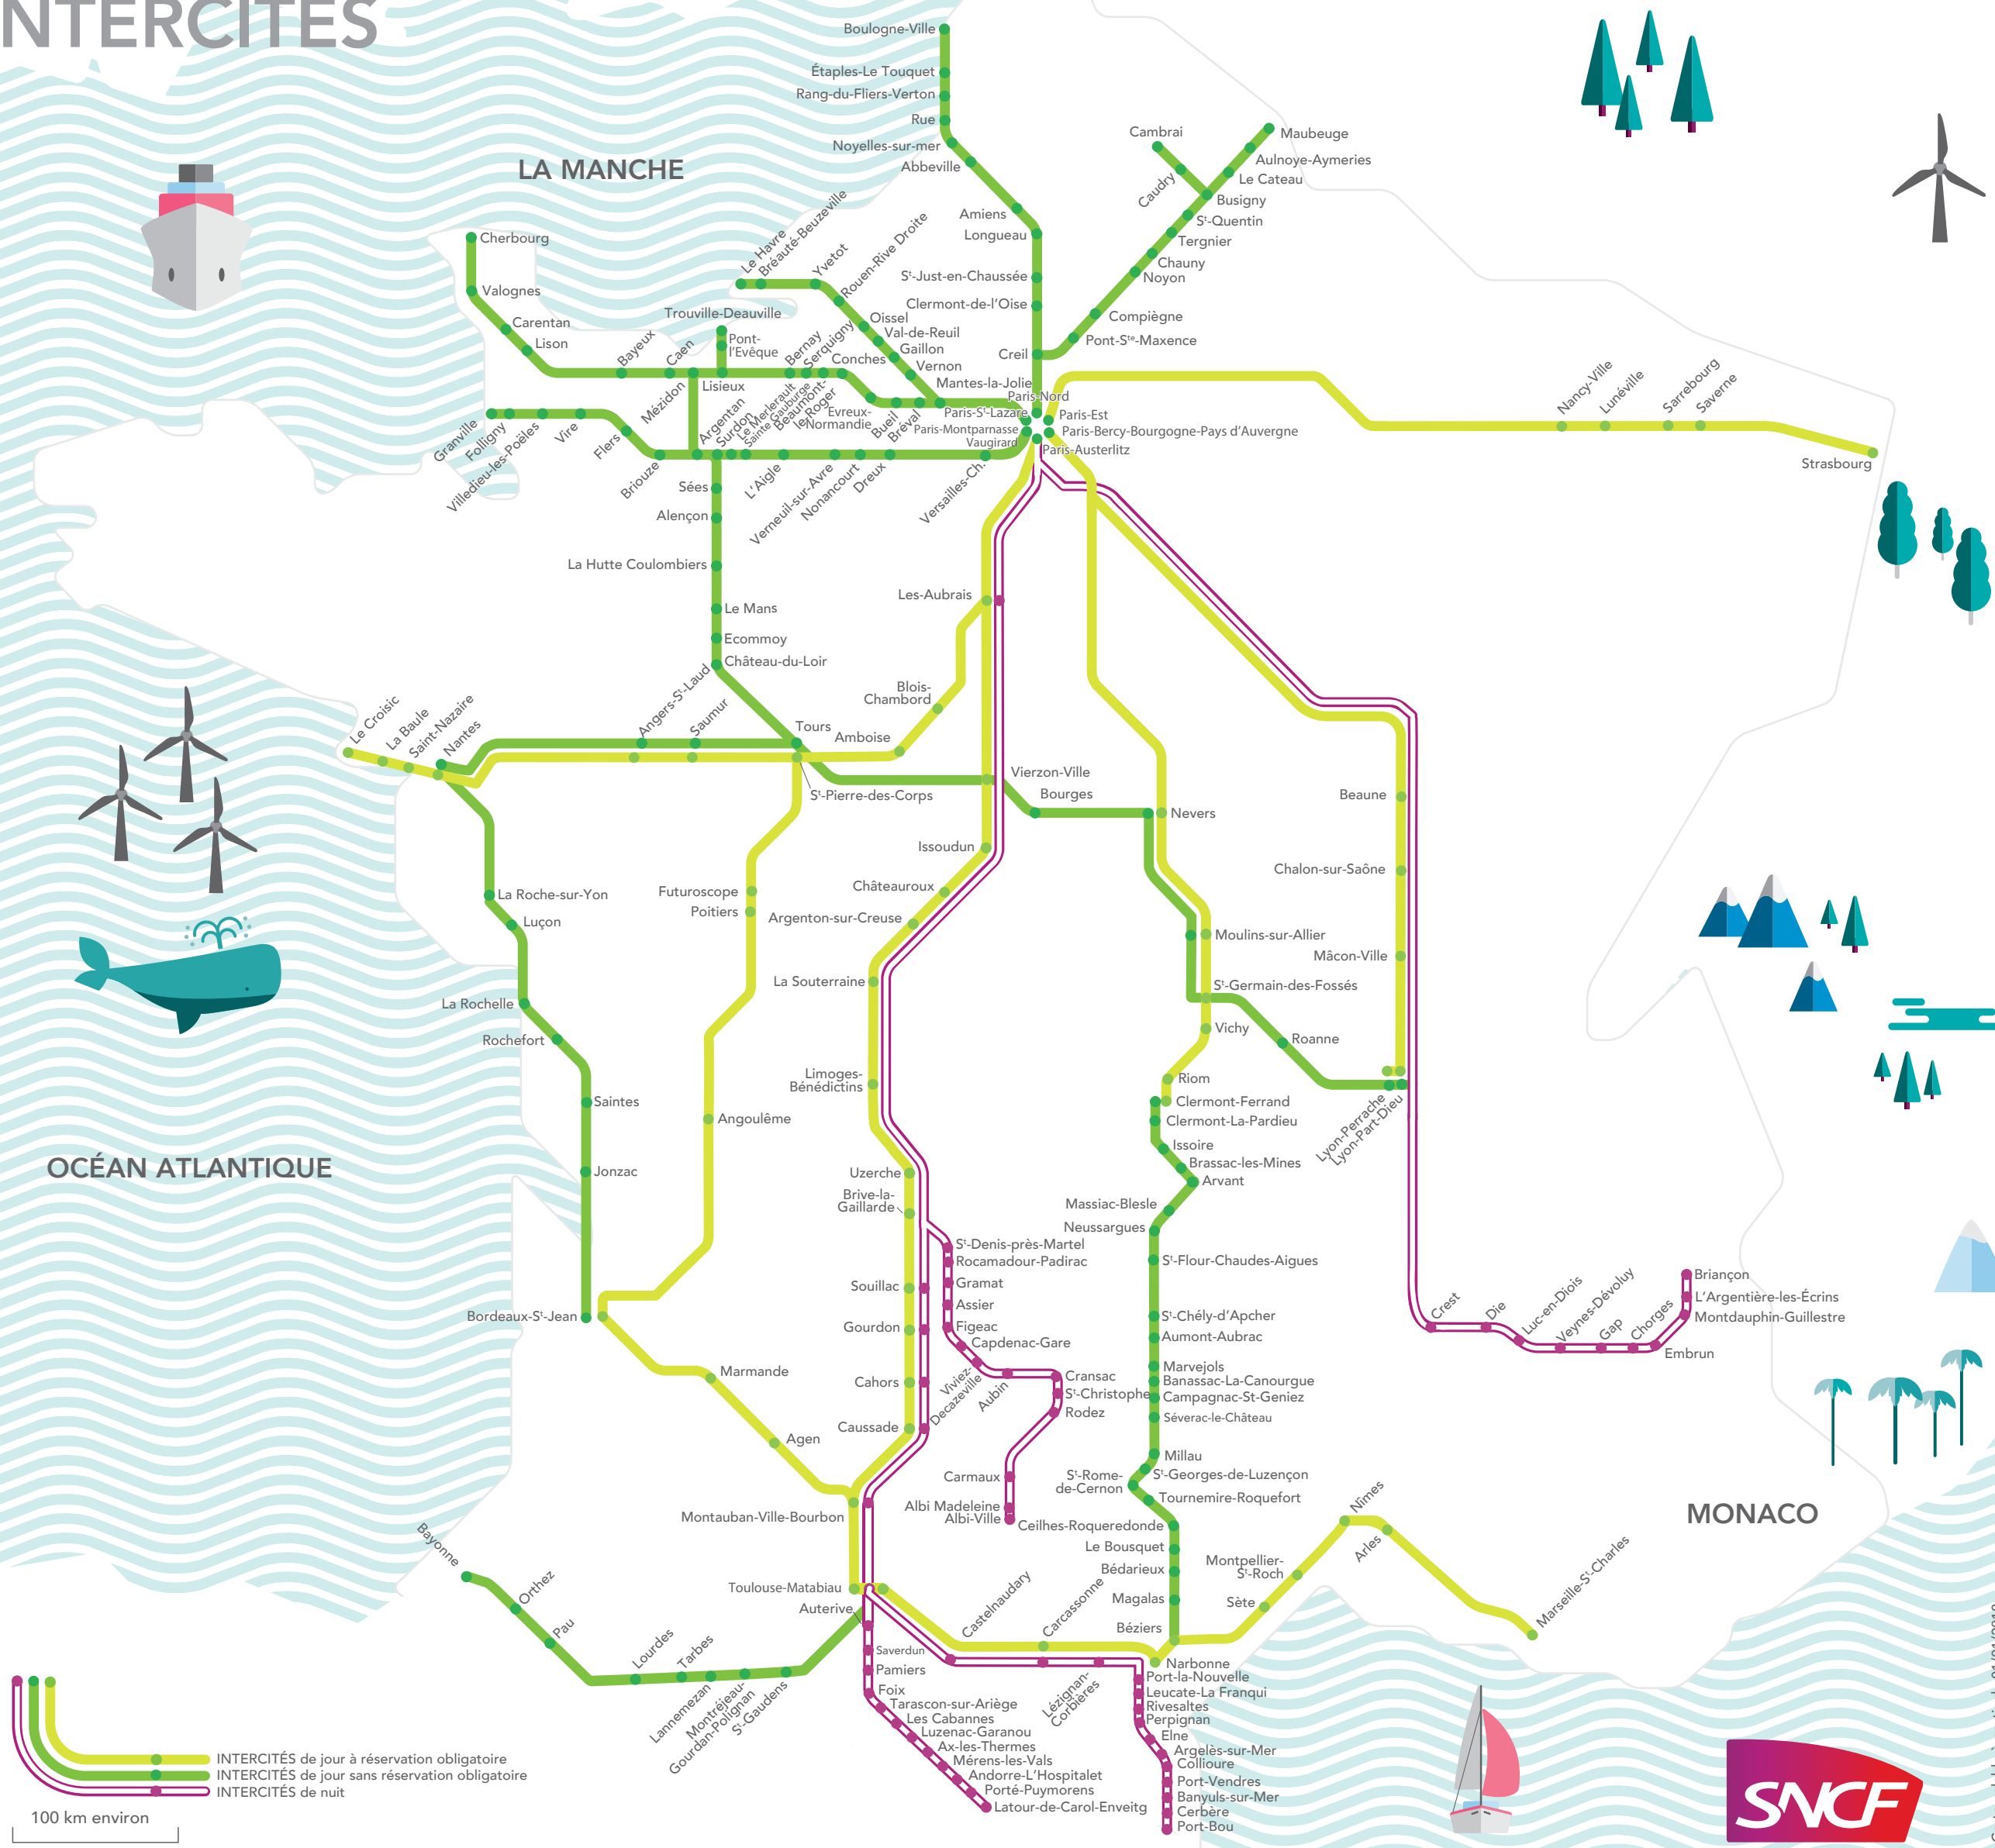 NTERCITÉS
LA MANCHE
OCÉAN ATLANTIQUE
MONACO
Boulogne-Ville
Étaples-Le Touquet
Rang-du-Fliers-Verton
Rue
Noyelles-sur-mer
Abbeville
Amiens
Longueau
St-Just-en-Chaussée
Clermont-de-l'Oise
Creil
Cambrai
Caudry
Maubeuge
Aulnoye-Aymeries
Le Cateau
Busigny
St-Quentin
Tergnier
Chauny
Noyon
Compiègne
Pont-Ste-Maxence
Cherbourg
Valognes
Carentan
Lison
Bayeux
Caen
Mézidon
Lisieux
Trouville-Deauville
Pont-
l'Evêque
Bernay
Serquigny
Beaumont-
le-Roger
Conches
Evreux-
Normandie
Bueil
Bréval
Le Havre
Bréauté-Beuzeville
Yvetot
Rouen-Rive Droite
Oissel
Val-de-Reuil
Gaillon
Vernon
Mantes-la-Jolie
Paris-Nord
Paris-St-Lazare
Paris-Est
Paris-Montparnasse
Vaugirard
Paris-Bercy-Bourgogne-Pays d'Auvergne
Paris-Austerlitz
Nancy-Ville
Lunéville
Sarrebourg
Saverne
Strasbourg
Granville
Folligny
Villedieu-les-Poëles
Vire
Flers
Briouze
Argentan
Surdon
Le Merlerault
Sainte Gauburge
L'Aigle
Verneuil-sur-Avre
Nonancourt
Dreux
Versailles-Ch.
Sées
Alençon
La Hutte Coulombiers
Le Mans
Ecommoy
Château-du-Loir
Tours
Les-Aubrais
Blois-
Chambord
Amboise
St-Pierre-des-Corps
Le Croisic
La Baule
Saint-Nazaire
Nantes
Angers-St-Laud
Saumur
Vierzon-Ville
Bourges
Nevers
Issoudun
Châteauroux
Argenton-sur-Creuse
La Souterraine
Limoges-
Bénédictins
Uzerche
Brive-la-
Gaillarde
Souillac
Gourdon
Cahors
Caussade
Montauban-Ville-Bourbon
Toulouse-Matabiau
Auterive
La Roche-sur-Yon
Luçon
La Rochelle
Rochefort
Saintes
Jonzac
Bordeaux-St-Jean
Futuroscope
Poitiers
Angoulême
Marmande
Agen
Moulins-sur-Allier
St-Germain-des-Fossés
Vichy
Riom
Clermont-Ferrand
Clermont-La-Pardieu
Issoire
Brassac-les-Mines
Arvant
Massiac-Blesle
Neussargues
St-Flour-Chaudes-Aigues
St-Chély-d'Apcher
Aumont-Aubrac
Marvejols
Banassac-La-Canourgue
Campagnac-St-Geniez
Séverac-le-Château
Millau
St-Georges-de-Luzençon
St-Rome-
de-Cernon
Tournemire-Roquefort
Ceilhes-Roqueredonde
Le Bousquet
Bédarieux
Magalas
Béziers
Roanne
Lyon-Perrache
Lyon-Part-Dieu
Beaune
Chalon-sur-Saône
Mâcon-Ville
Crest
Die
Luc-en-Diois
Veynes-Dévoluy
Gap
Chorges
Embrun
Montdauphin-Guillestre
L'Argentière-les-Écrins
Briançon
St-Denis-près-Martel
Rocamadour-Padirac
Gramat
Assier
Figeac
Capdenac-Gare
Viviez-
Decazeville
Aubin
Cransac
St-Christophe
Rodez
Carmaux
Albi Madeleine
Albi-Ville
Bayonne
Orthez
Pau
Lourdes
Tarbes
Lannemezan
Montréjeau-
Gourdan-Polignan
St-Gaudens
Saverdun
Pamiers
Foix
Tarascon-sur-Ariège
Les Cabannes
Luzenac-Garanou
Ax-les-Thermes
Mérens-les-Vals
Andorre-L'Hospitalet
Porté-Puymorens
Latour-de-Carol-Enveitg
Castelnaudary
Carcassonne
Lézignan-
Corbières
Narbonne
Port-la-Nouvelle
Leucate-La Franqui
Rivesaltes
Perpignan
Elne
Argelès-sur-Mer
Collioure
Port-Vendres
Banyuls-sur-Mer
Cerbère
Port-Bou
Sète
Montpellier-
St-Roch
Nîmes
Arles
Marseille-St-Charles
INTERCITÉS de jour à réservation obligatoire
INTERCITÉS de jour sans réservation obligatoire
INTERCITÉS de nuit
100 km environ
SNCF